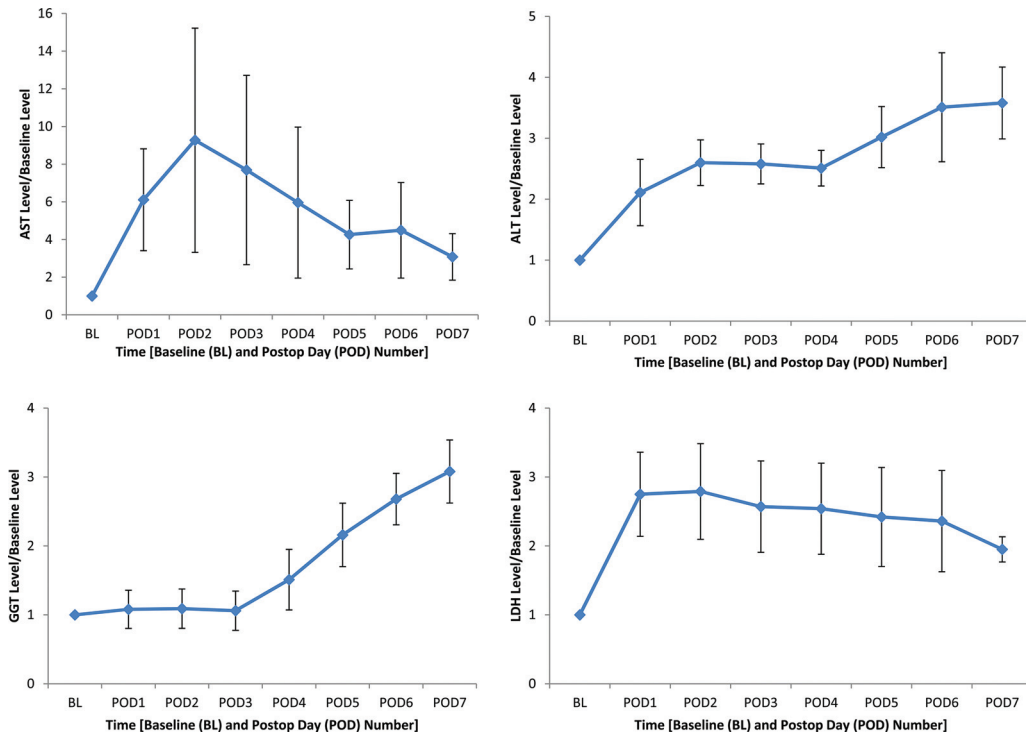 AST Level/Baseline Level
16
14
12
10
8
6
4
2
0
BL POD1 POD2 POD3 POD4 POD5 POD6 POD7
Time [Baseline (BL) and Postop Day (POD) Number]
ALT Level/Baseline Level
5
4
3
2
1
0
BL POD1 POD2 POD3 POD4 POD5 POD6 POD7
Time [Baseline (BL) and Postop Day (POD) Number]
GGT Level/Baseline Level
4
3
2
1
0
BL POD1 POD2 POD3 POD4 POD5 POD6 POD7
Time [Baseline (BL) and Postop Day (POD) Number]
LDH Level/Baseline Level
4
3
2
1
0
BL POD1 POD2 POD3 POD4 POD5 POD6 POD7
Time [Baseline (BL) and Postop Day (POD) Number]